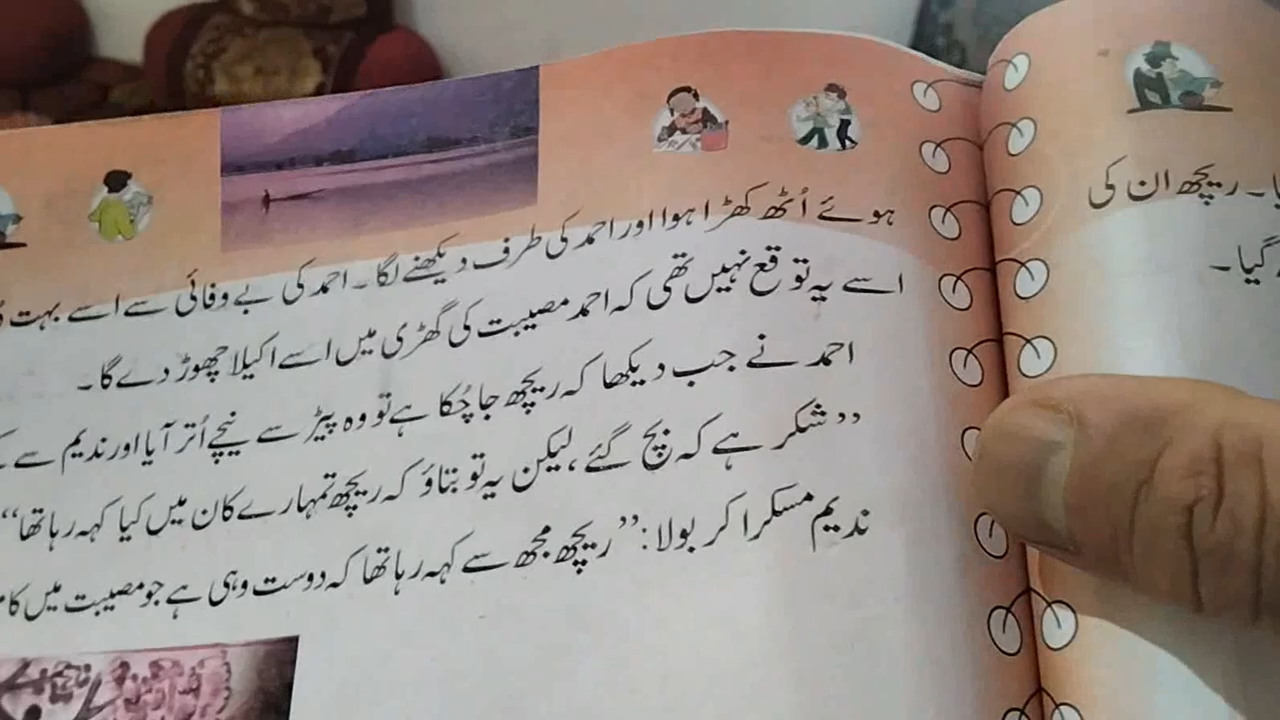 ہوئے اُٹھ کھڑا ہوا اور احمد کی طرف دیکھنے لگا۔ احمد کی بے وفائی سے اسے بہت
اسے یہ توقع نہیں تھی کہ احمد مصیبت کی گھڑی میں اسے اکیلا چھوڑ دے گا۔
احمد نے جب دیکھا کہ ریچھ جا چُکا ہے تو وہ پیڑ سے نیچے اُتر آیا اور ندیم سے
”شکر ہے کہ بچ گئے، لیکن یہ تو بتاؤ کہ ریچھ تمہارے کان میں کیا کہہ رہا تھا“
ندیم مسکرا کر بولا: ”ریچھ مجھ سے کہہ رہا تھا کہ دوست وہی ہے جو مصیبت میں
۔ ریچھ ان کی
گیا۔